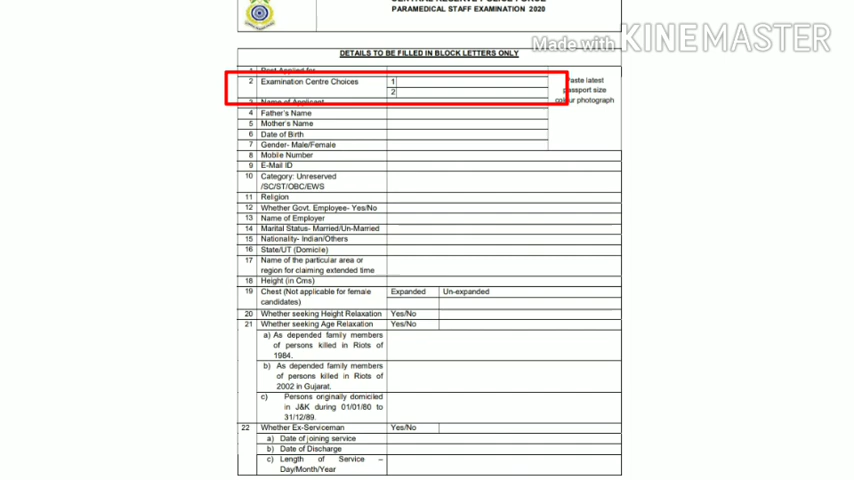 CENTRAL RESERVE POLICE FORCE
PARAMEDICAL STAFF EXAMINATION 2020
Made with KINEMASTER
DETAILS TO BE FILLED IN BLOCK LETTERS ONLY
1 Post Applied for
2 Examination Centre Choices 1
2
Paste latest
passport size
colour photograph
3 Name of Applicant
4 Father's Name
5 Mother's Name
6 Date of Birth
7 Gender- Male/Female
8 Mobile Number
9 E-Mail ID
10 Category: Unreserved
/SC/ST/OBC/EWS
11 Religion
12 Whether Govt. Employee- Yes/No
13 Name of Employer
14 Marital Status- Married/Un-Married
15 Nationality- Indian/Others
16 State/UT (Domicile)
17 Name of the particular area or
region for claiming extended time
18 Height (in Cms)
19 Chest (Not applicable for female Expanded Un-expanded
candidates)
20 Whether seeking Height Relaxation Yes/No
21 Whether seeking Age Relaxation Yes/No
a) As depended family members
of persons killed in Riots of
1984.
b) As depended family members
of persons killed in Riots of
2002 in Gujarat.
c) Persons originally domiciled
in J&K during 01/01/80 to
31/12/89.
22 Whether Ex-Serviceman Yes/No
a) Date of joining service
b) Date of Discharge
c) Length of Service –
Day/Month/Year